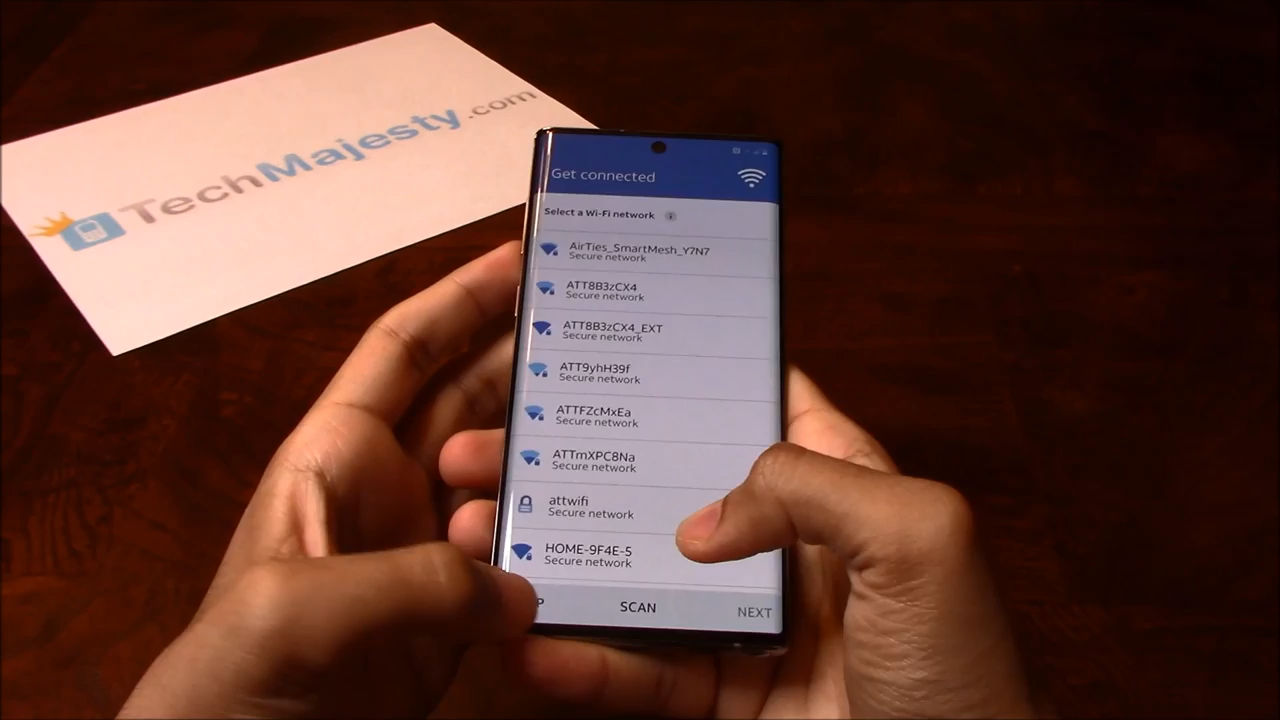 TechMajesty.com
Get connected
Select a Wi-Fi network
AirTies_SmartMesh_Y7N7
Secure network
ATT8B3zCX4
Secure network
ATT8B3zCX4_EXT
Secure network
ATT9yhH39f
Secure network
ATTFZcMxEa
Secure network
ATTmXPC8Na
Secure network
attwifi
Secure network
HOME-9F4E-5
Secure network
P SCAN NEXT